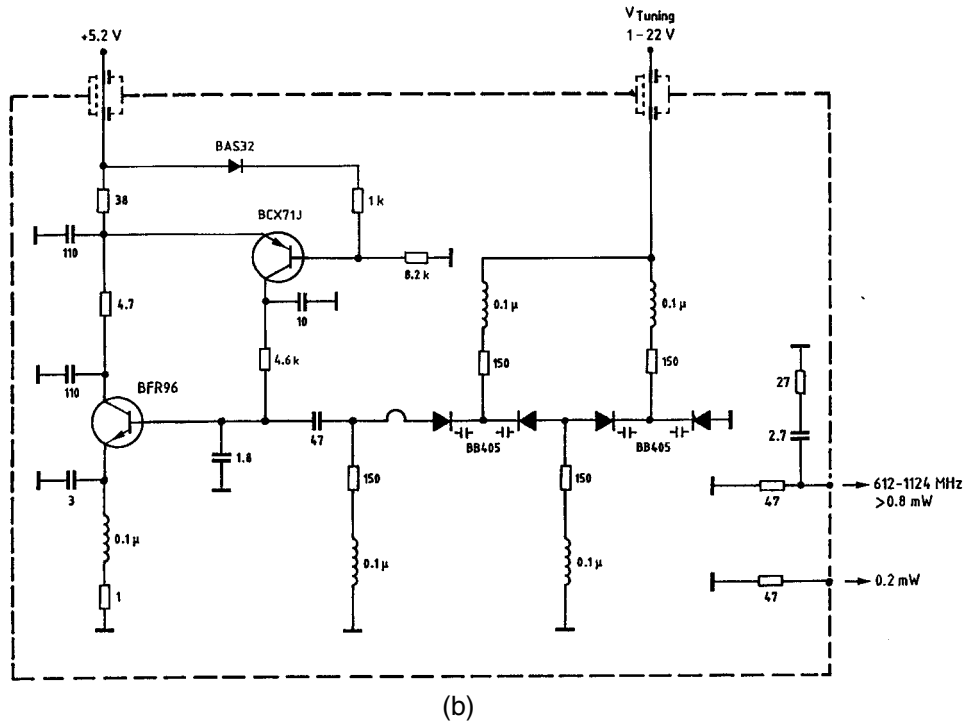 +5.2 V
V Tuning
1–22 V
BAS32
38
1 k
BCX71J
110
8.2 k
4.7
10
0.1 µ
0.1 µ
4.6 k
150
150
110
BFR96
27
2.7
47
BB405
BB405
1.8
3
150
150
47
612–1124 MHz
>0.8 mW
0.1 µ
0.1 µ
0.1 µ
47
0.2 mW
1
(b)